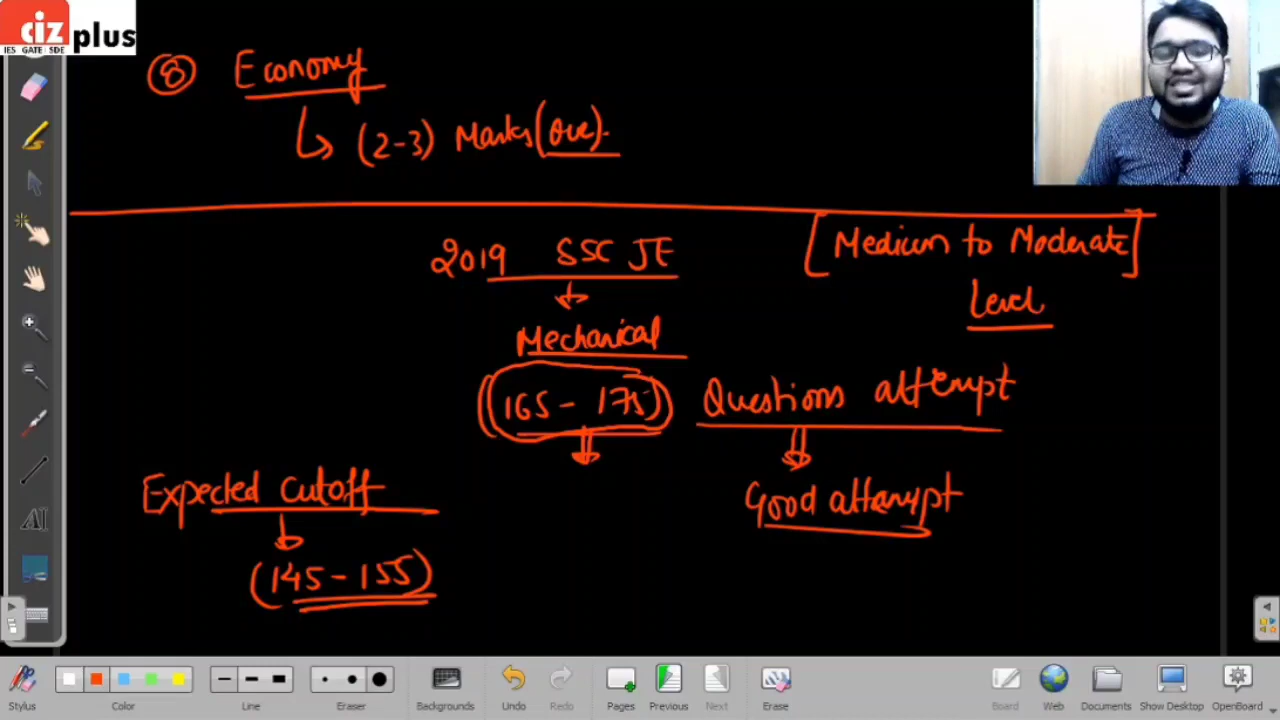 ciz plus
IES GATE SDE
⑧ Economy
↳ (2-3) Marks (Ove).
2019 SSC JE
[Medium to Moderate]
Level
Mechanical
(165 - 175) Questions attempt
Good attempt
Expected Cutoff
(145 - 155)
Stylus
Color
Line
Eraser
Backgrounds
Undo
Redo
Pages
Previous
Next
Erase
Board
Web
Documents
Show Desktop
OpenBoard